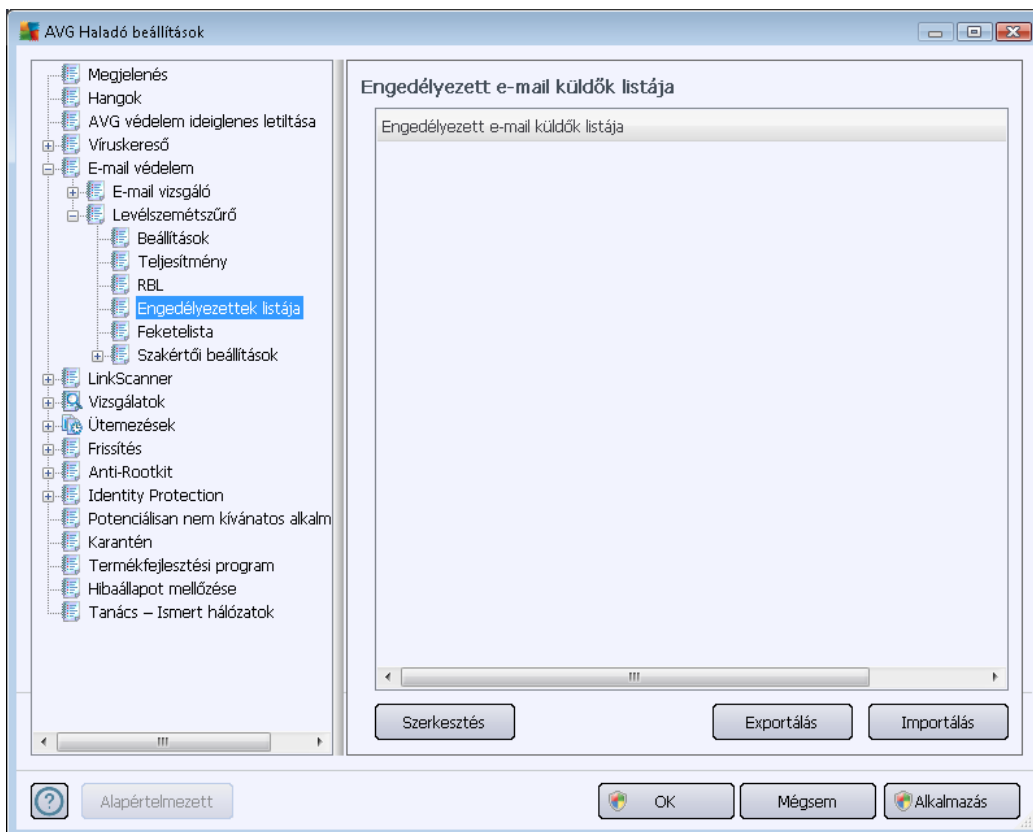 AVG Haladó beállítások
Megjelenés
Hangok
AVG védelem ideiglenes letiltása
Víruskereső
E-mail védelem
E-mail vizsgáló
Levélszemétszűrő
Beállítások
Teljesítmény
RBL
Engedélyezettek listája
Feketelista
Szakértői beállítások
LinkScanner
Vizsgálatok
Ütemezések
Frissítés
Anti-Rootkit
Identity Protection
Potenciálisan nem kívánatos alkalm
Karantén
Termékfejlesztési program
Hibaállapot mellőzése
Tanács – Ismert hálózatok
Engedélyezett e-mail küldők listája
Engedélyezett e-mail küldők listája
Szerkesztés
Exportálás
Importálás
Alapértelmezett
OK
Mégsem
Alkalmazás